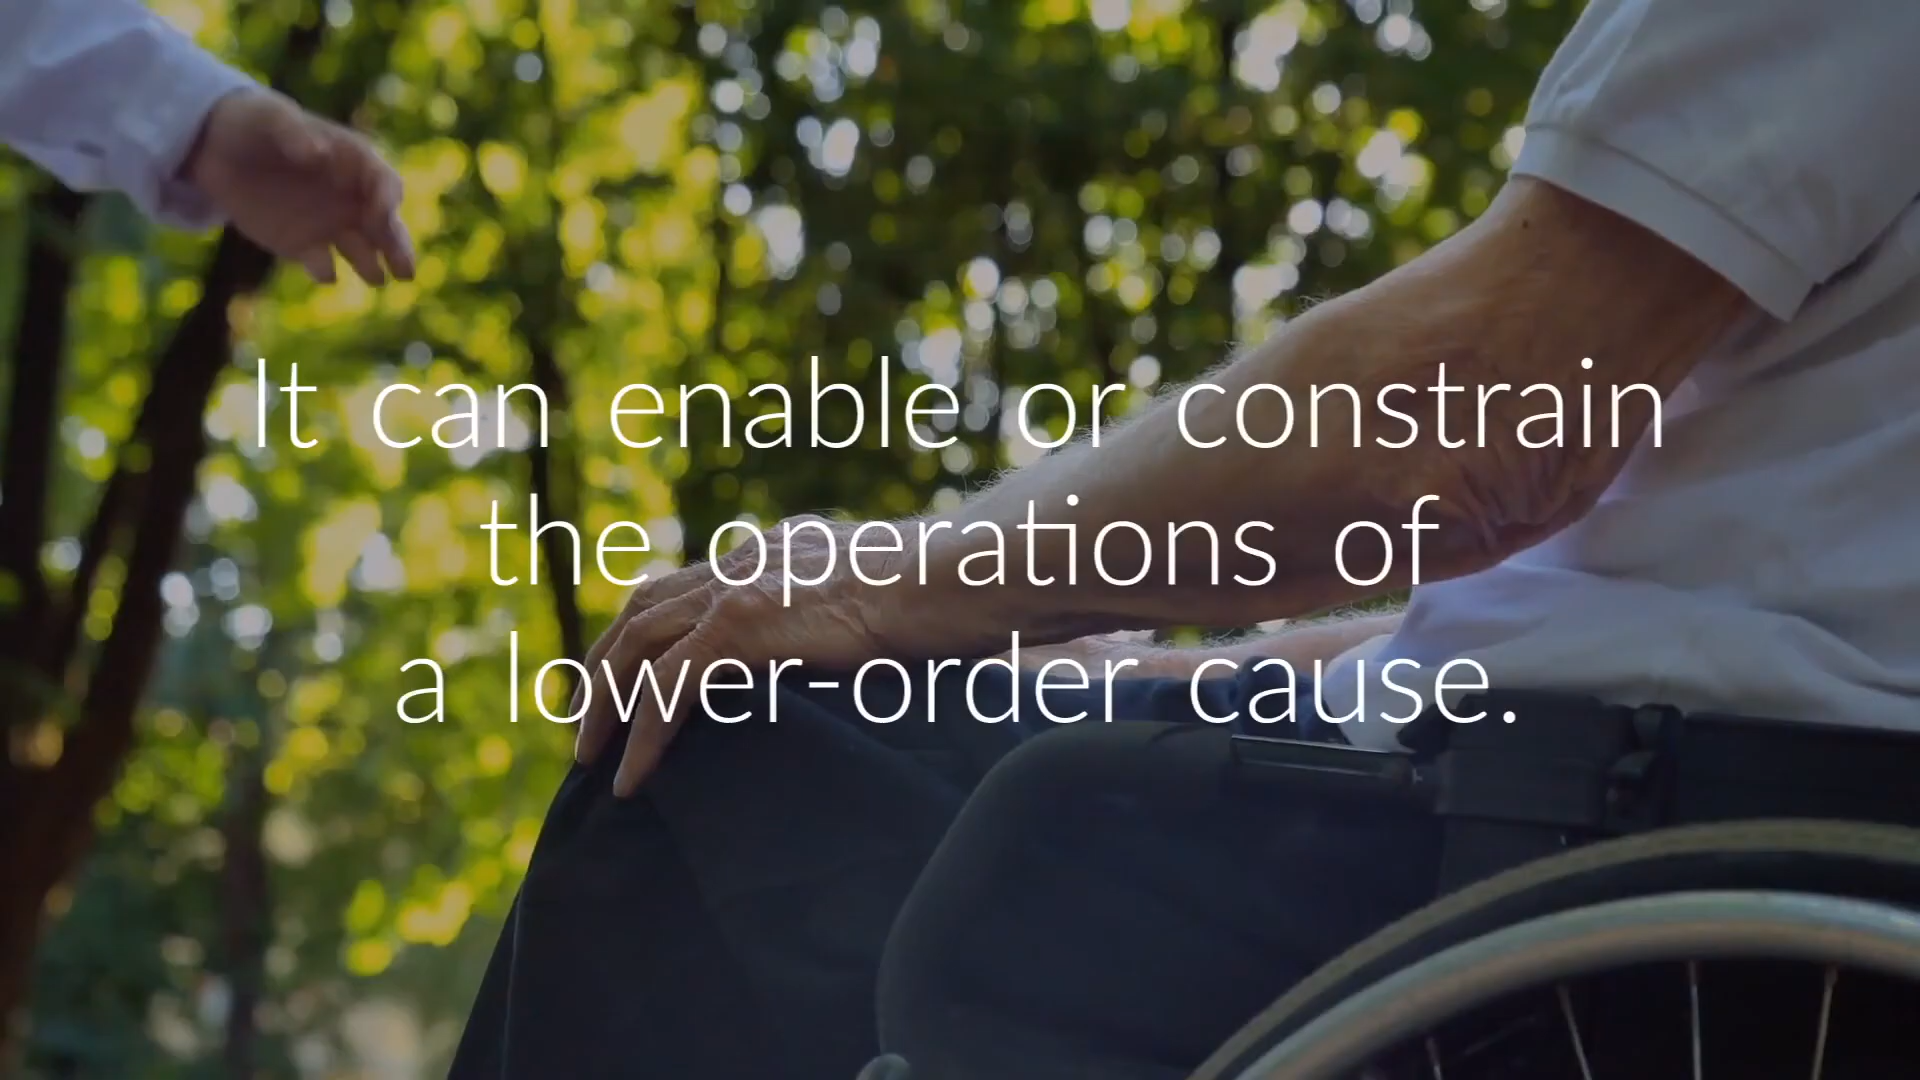 It can enable or constrain
the operations of
a lower-order cause.